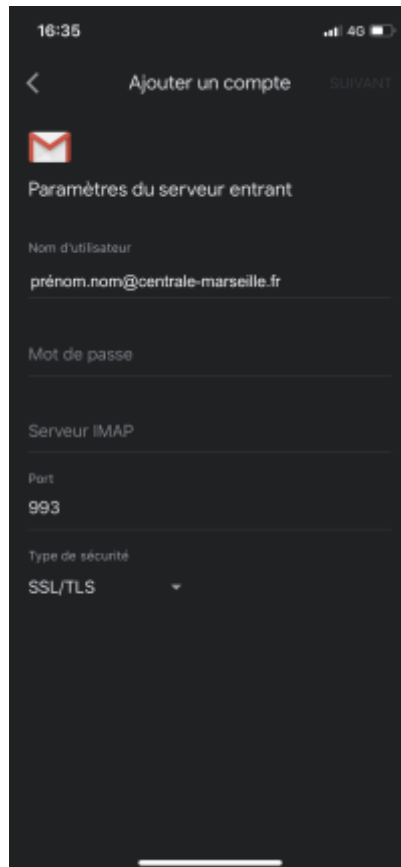 16:35
4G
Ajouter un compte
SUIVANT
Paramètres du serveur entrant
Nom d'utilisateur
prénom.nom@centrale-marseille.fr
Mot de passe
Serveur IMAP
Port
993
Type de sécurité
SSL/TLS